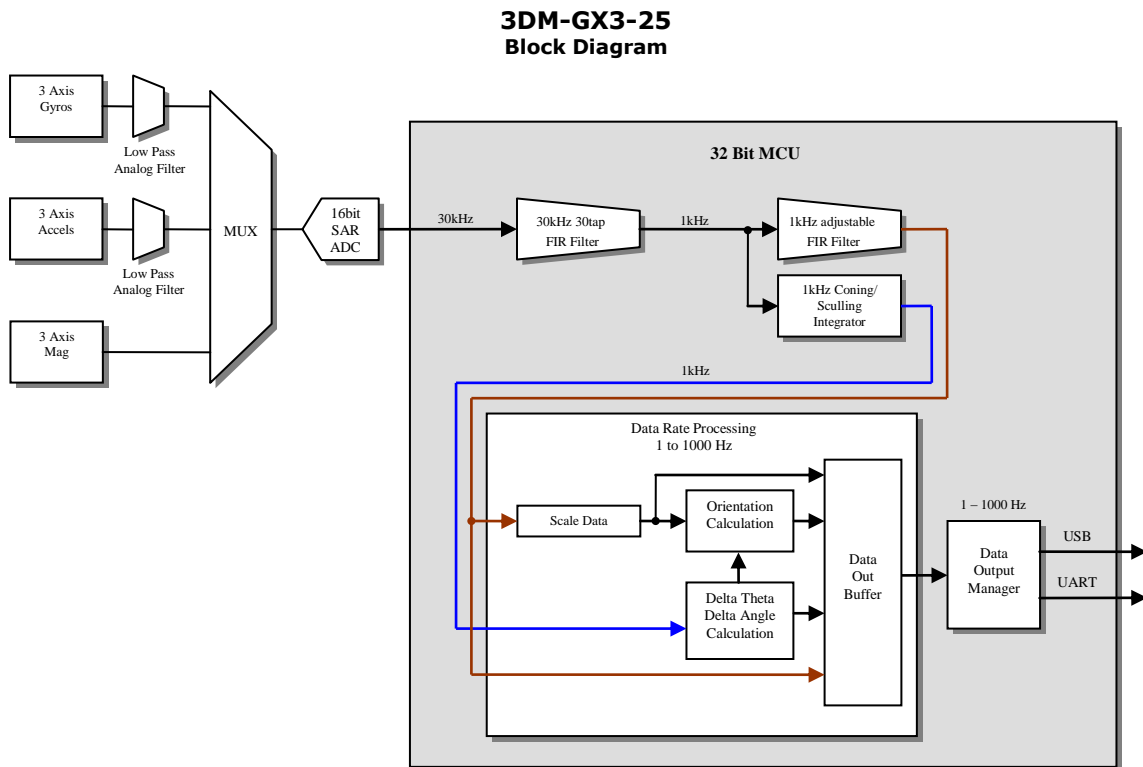 3DM-GX3-25
Block Diagram
3 Axis
Gyros
Low Pass
Analog Filter
3 Axis
Accels
Low Pass
Analog Filter
3 Axis
Mag
MUX
16bit
SAR
ADC
32 Bit MCU
30kHz
30kHz 30tap
FIR Filter
1kHz
1kHz adjustable
FIR Filter
1kHz Coning/
Sculling
Integrator
1kHz
Data Rate Processing
1 to 1000 Hz
Scale Data
Orientation
Calculation
Delta Theta
Delta Angle
Calculation
Data
Out
Buffer
1 – 1000 Hz
Data
Output
Manager
USB
UART